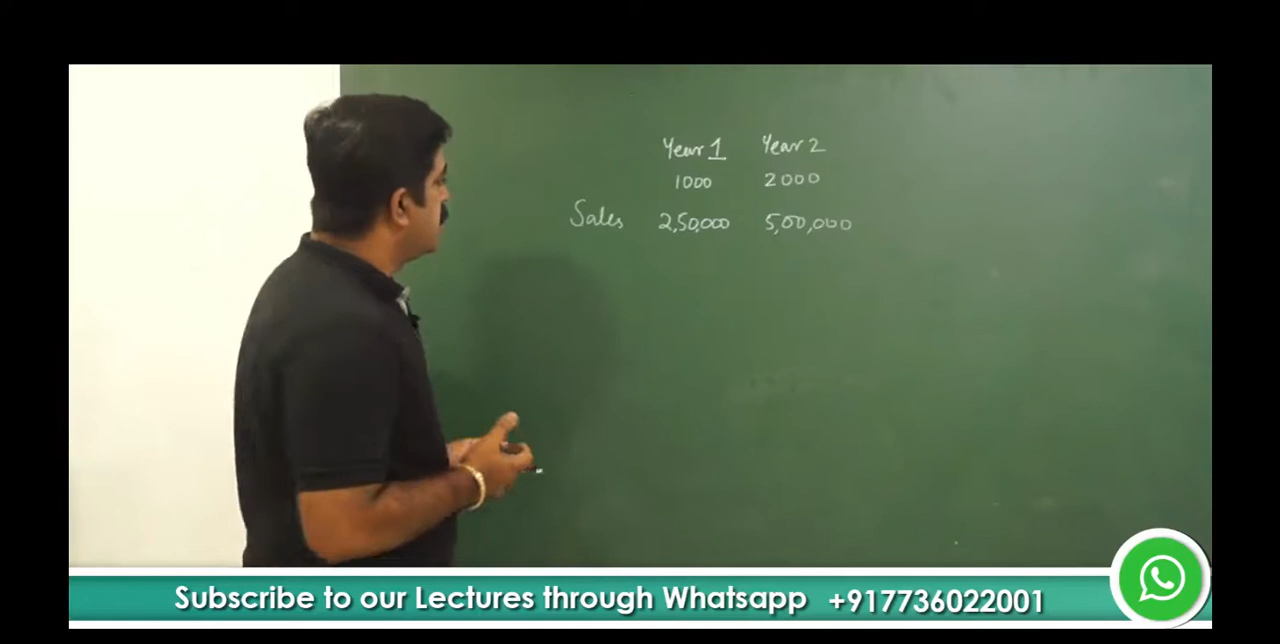 Year 1 Year 2
1000 2000
Sales 2,50,000 5,00,000
Subscribe to our Lectures through Whatsapp +917736022001